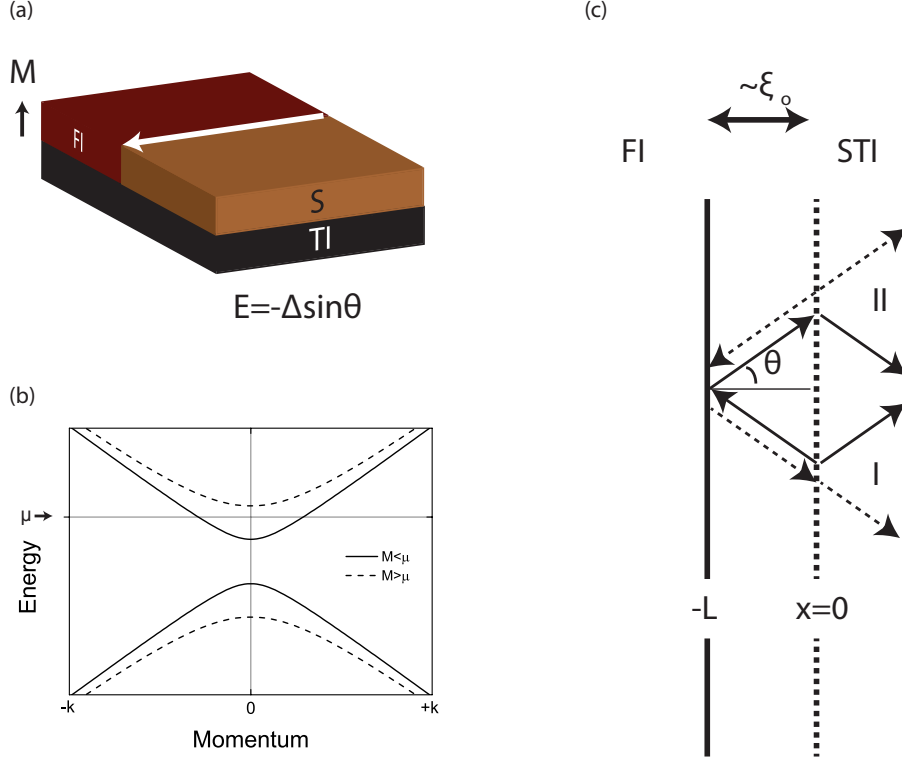 (a)
M
FI
S
TI
E=-Δsinθ
(b)
μ
Energy
M<μ
M>μ
-k
0
+k
Momentum
(c)
~ξo
FI
STI
II
θ
I
-L
x=0